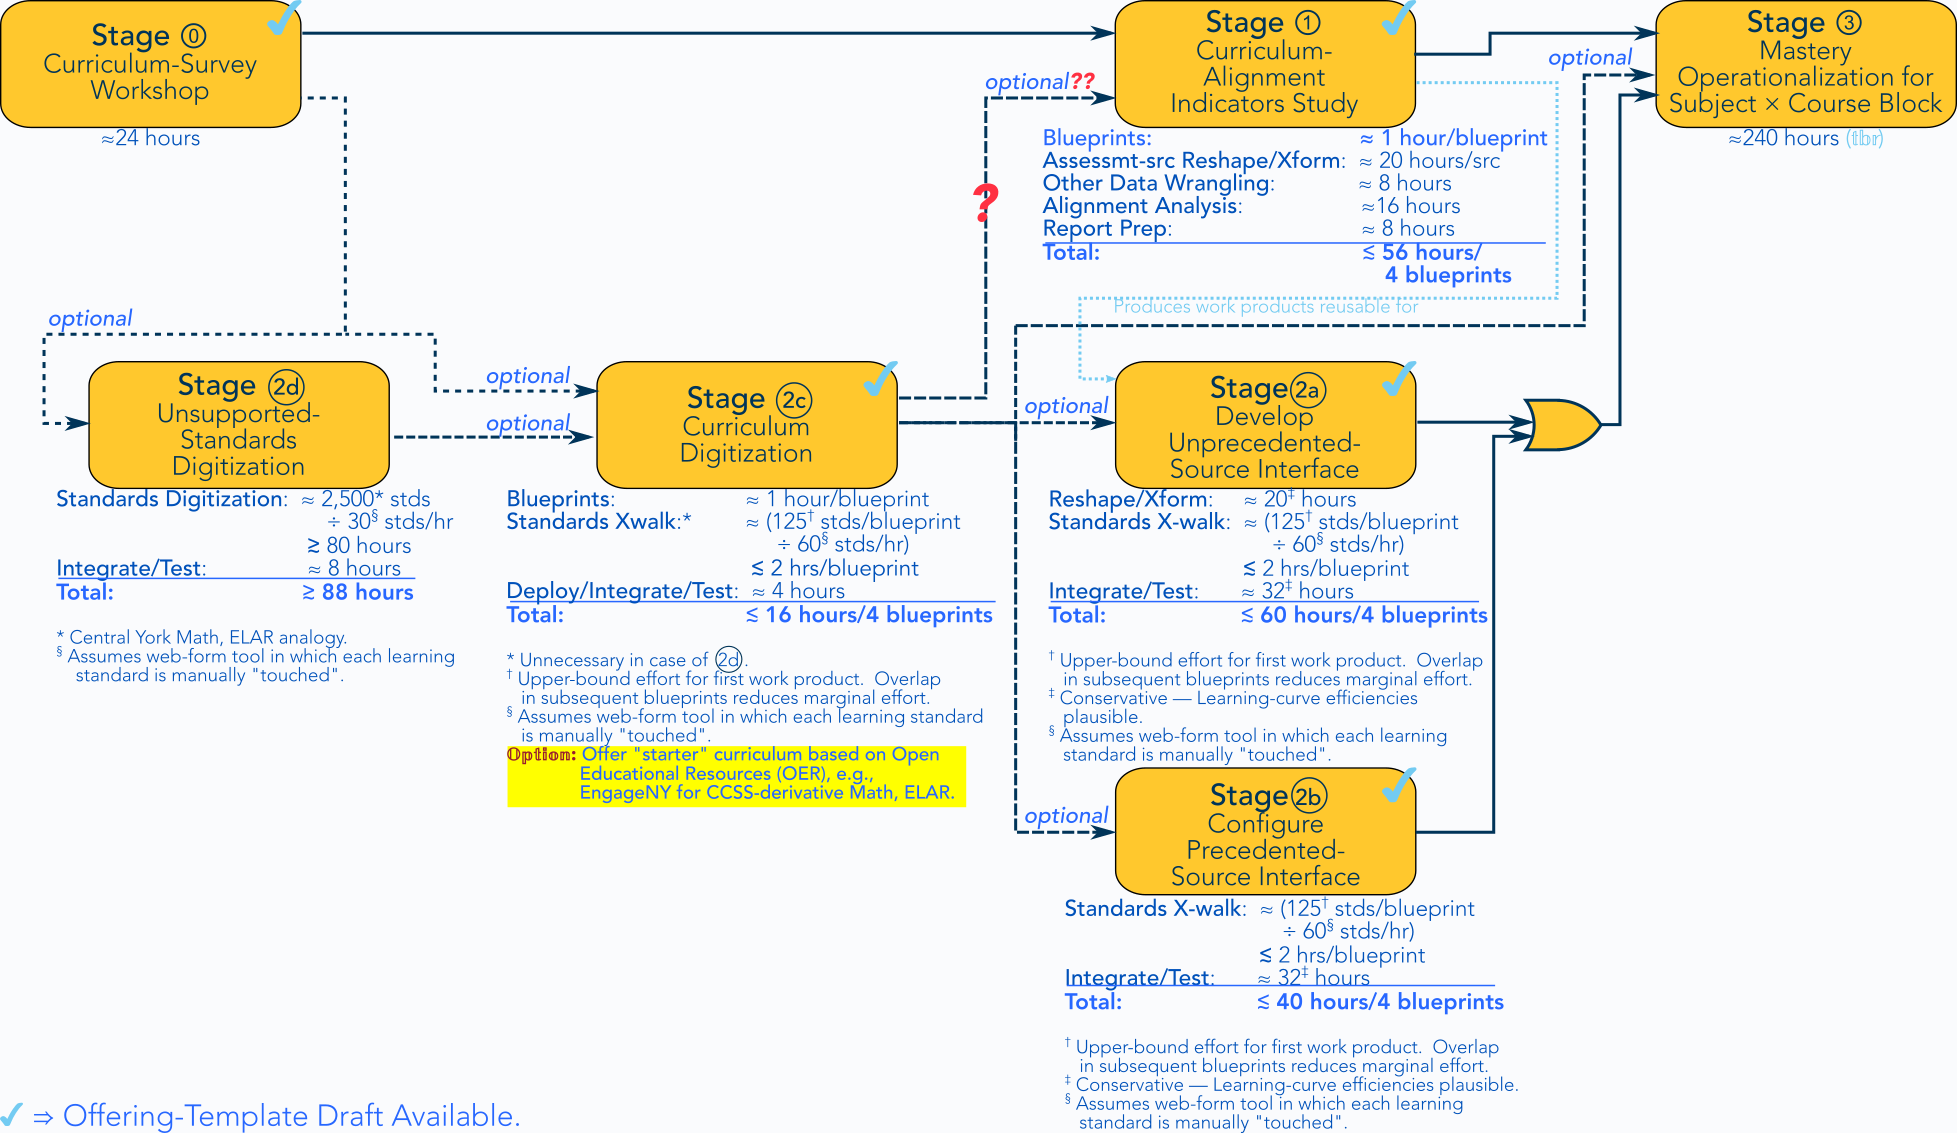 Stage 0
Curriculum-Survey
Workshop
≈24 hours
Stage 1
Curriculum-
Alignment
Indicators Study
optional??
?
Blueprints: ≈ 1 hour/blueprint
Assessmt-src Reshape/Xform: ≈ 20 hours/src
Other Data Wrangling: ≈ 8 hours
Alignment Analysis: ≈16 hours
Report Prep: ≈ 8 hours
Total: ≲ 56 hours/
4 blueprints
Stage 3
Mastery
Operationalization for
Subject × Course Block
≈240 hours (tbr)
optional
Produces work products reusable for
optional
Stage 2d
Unsupported-
Standards
Digitization
Standards Digitization: ≈ 2,500* stds
÷ 30§ stds/hr
≳ 80 hours
Integrate/Test: ≈ 8 hours
Total: ≳ 88 hours
* Central York Math, ELAR analogy.
§ Assumes web-form tool in which each learning
standard is manually "touched".
optional
optional
Stage 2c
Curriculum
Digitization
Blueprints: ≈ 1 hour/blueprint
Standards Xwalk:* ≈ (125† stds/blueprint
÷ 60§ stds/hr)
≲ 2 hrs/blueprint
Deploy/Integrate/Test: ≈ 4 hours
Total: ≲ 16 hours/4 blueprints
* Unnecessary in case of 2d.
† Upper-bound effort for first work product. Overlap
in subsequent blueprints reduces marginal effort.
§ Assumes web-form tool in which each learning standard
is manually "touched".
Option: Offer "starter" curriculum based on Open
Educational Resources (OER), e.g.,
EngageNY for CCSS-derivative Math, ELAR.
optional
Stage 2a
Develop
Unprecedented-
Source Interface
Reshape/Xform: ≈ 20‡ hours
Standards X-walk: ≈ (125† stds/blueprint
÷ 60§ stds/hr)
≲ 2 hrs/blueprint
Integrate/Test: ≈ 32‡ hours
Total: ≲ 60 hours/4 blueprints
† Upper-bound effort for first work product. Overlap
in subsequent blueprints reduces marginal effort.
‡ Conservative — Learning-curve efficiencies
plausible.
§ Assumes web-form tool in which each learning
standard is manually "touched".
optional
Stage 2b
Configure
Precedented-
Source Interface
Standards X-walk: ≈ (125† stds/blueprint
÷ 60§ stds/hr)
≲ 2 hrs/blueprint
Integrate/Test: ≈ 32‡ hours
Total: ≲ 40 hours/4 blueprints
† Upper-bound effort for first work product. Overlap
in subsequent blueprints reduces marginal effort.
‡ Conservative — Learning-curve efficiencies plausible.
§ Assumes web-form tool in which each learning
standard is manually "touched".
✓ ⇒ Offering-Template Draft Available.